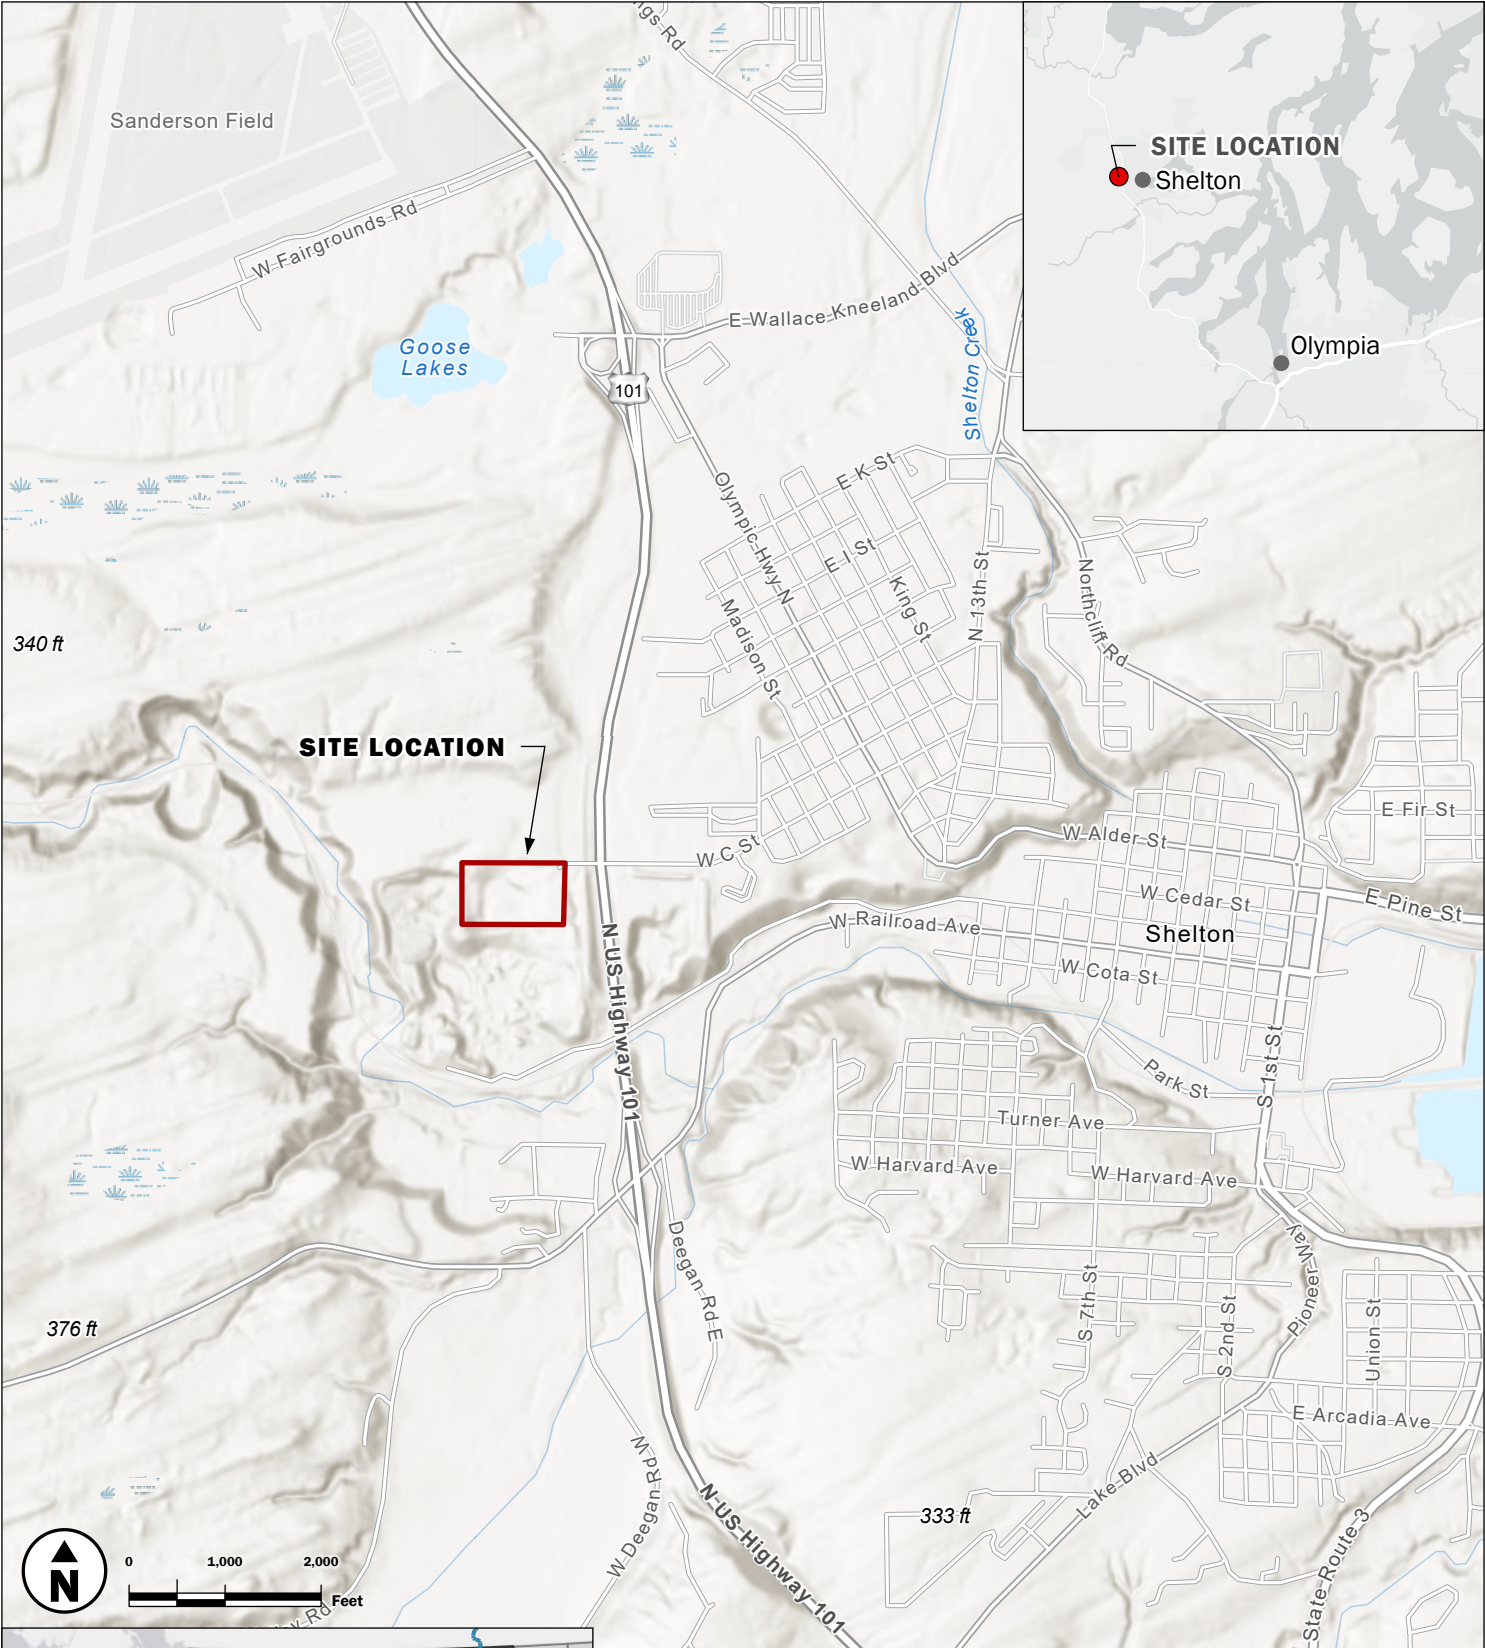 ngs Rd
Sanderson Field
SITE LOCATION
Shelton
Olympia
W Fairgrounds Rd
E Wallace Kneeland Blvd
Shelton Creek
Goose
Lakes
101
E K St
Olympic Hwy N
E I St
King St
N 13th St
Northcliff Rd
Madison St
340 ft
SITE LOCATION
E Fir St
W Alder St
W C St
W Cedar St
E Pine St
W Railroad Ave
Shelton
W Cota St
N US Highway 101
S 1st St
Park St
Turner Ave
W Harvard Ave
W Harvard Ave
Deegan Rd E
Pioneer Way
S 7th St
S 2nd St
Union St
376 ft
E Arcadia Ave
W Deegan Rd W
Lake Blvd
N US Highway 101
333 ft
State Route 3
N
0
1,000
2,000
Feet